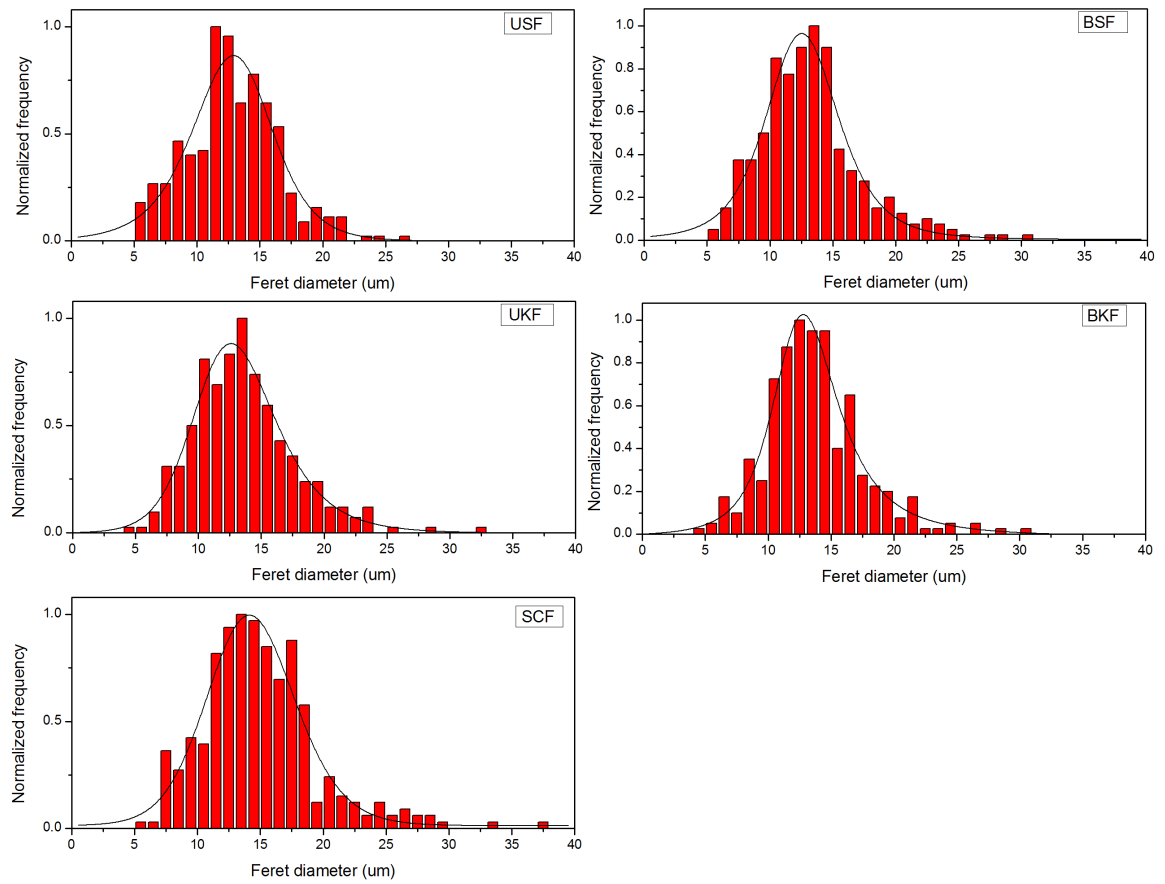 USF
Normalized frequency
1.0
0.5
0.0
0 5 10 15 20 25 30 35 40
Feret diameter (um)
BSF
Normalized frequency
1.0
0.8
0.6
0.4
0.2
0.0
5 10 15 20 25 30 35 40
Feret diameter (um)
UKF
Normalized frequency
1.0
0.5
0.0
0 5 10 15 20 25 30 35 40
Feret diameter (um)
BKF
Normalized frequency
1.0
0.8
0.6
0.4
0.2
0.0
0 5 10 15 20 25 30 35 40
Feret diameter (um)
SCF
Normalized frequency
1.0
0.5
0.0
0 5 10 15 20 25 30 35 40
Feret diameter (um)